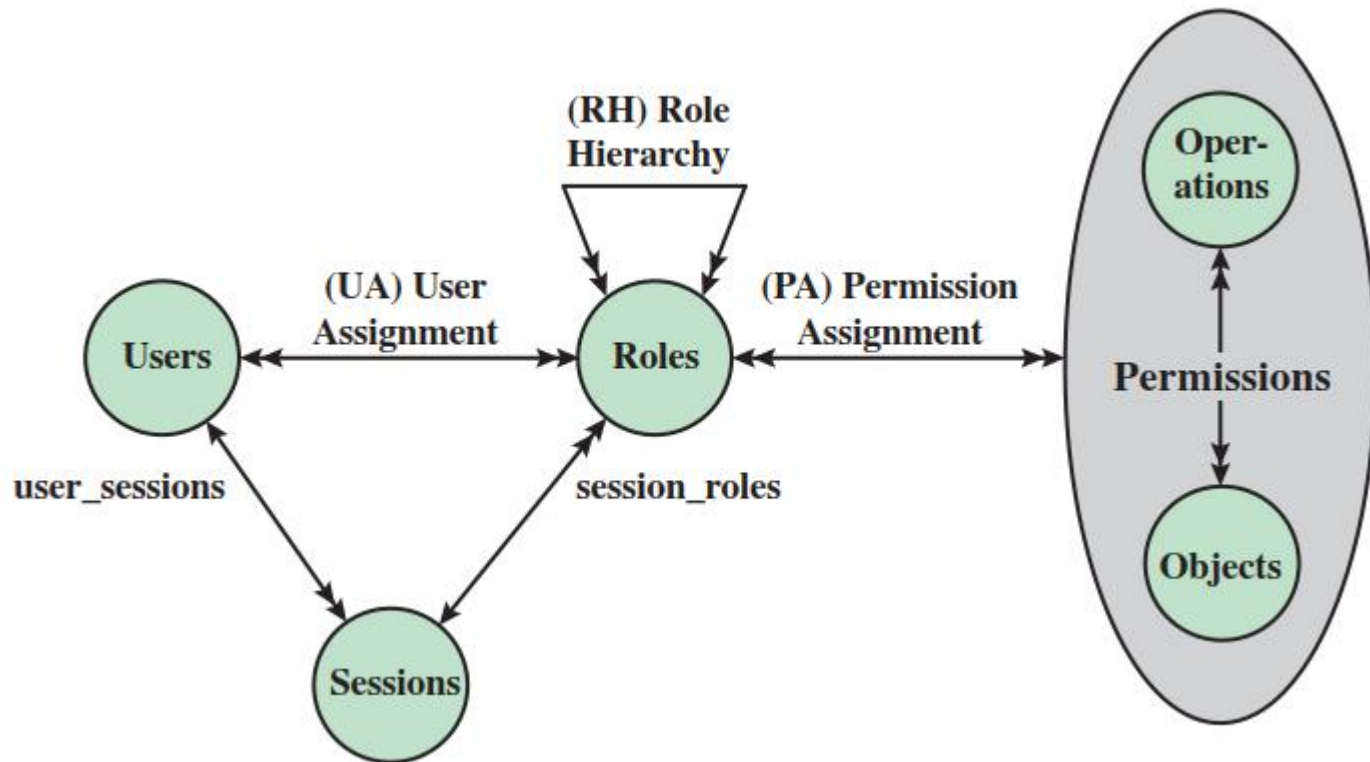 (RH) Role
Hierarchy
Oper-
ations
(UA) User
Assignment
(PA) Permission
Assignment
Users
Roles
Permissions
user_sessions
session_roles
Objects
Sessions